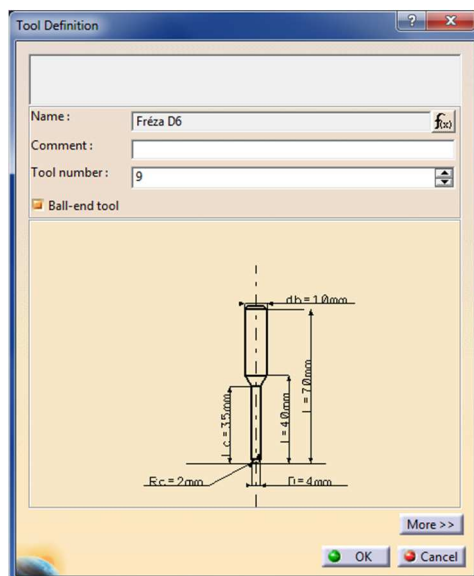 Tool Definition
?
X
Name :
Fréza D6
f(x)
Comment :
Tool number :
9
Ball-end tool
db=10mm
Lc=35mm
l=40mm
L=70mm
Rc=2mm
D=4mm
More >>
OK
Cancel